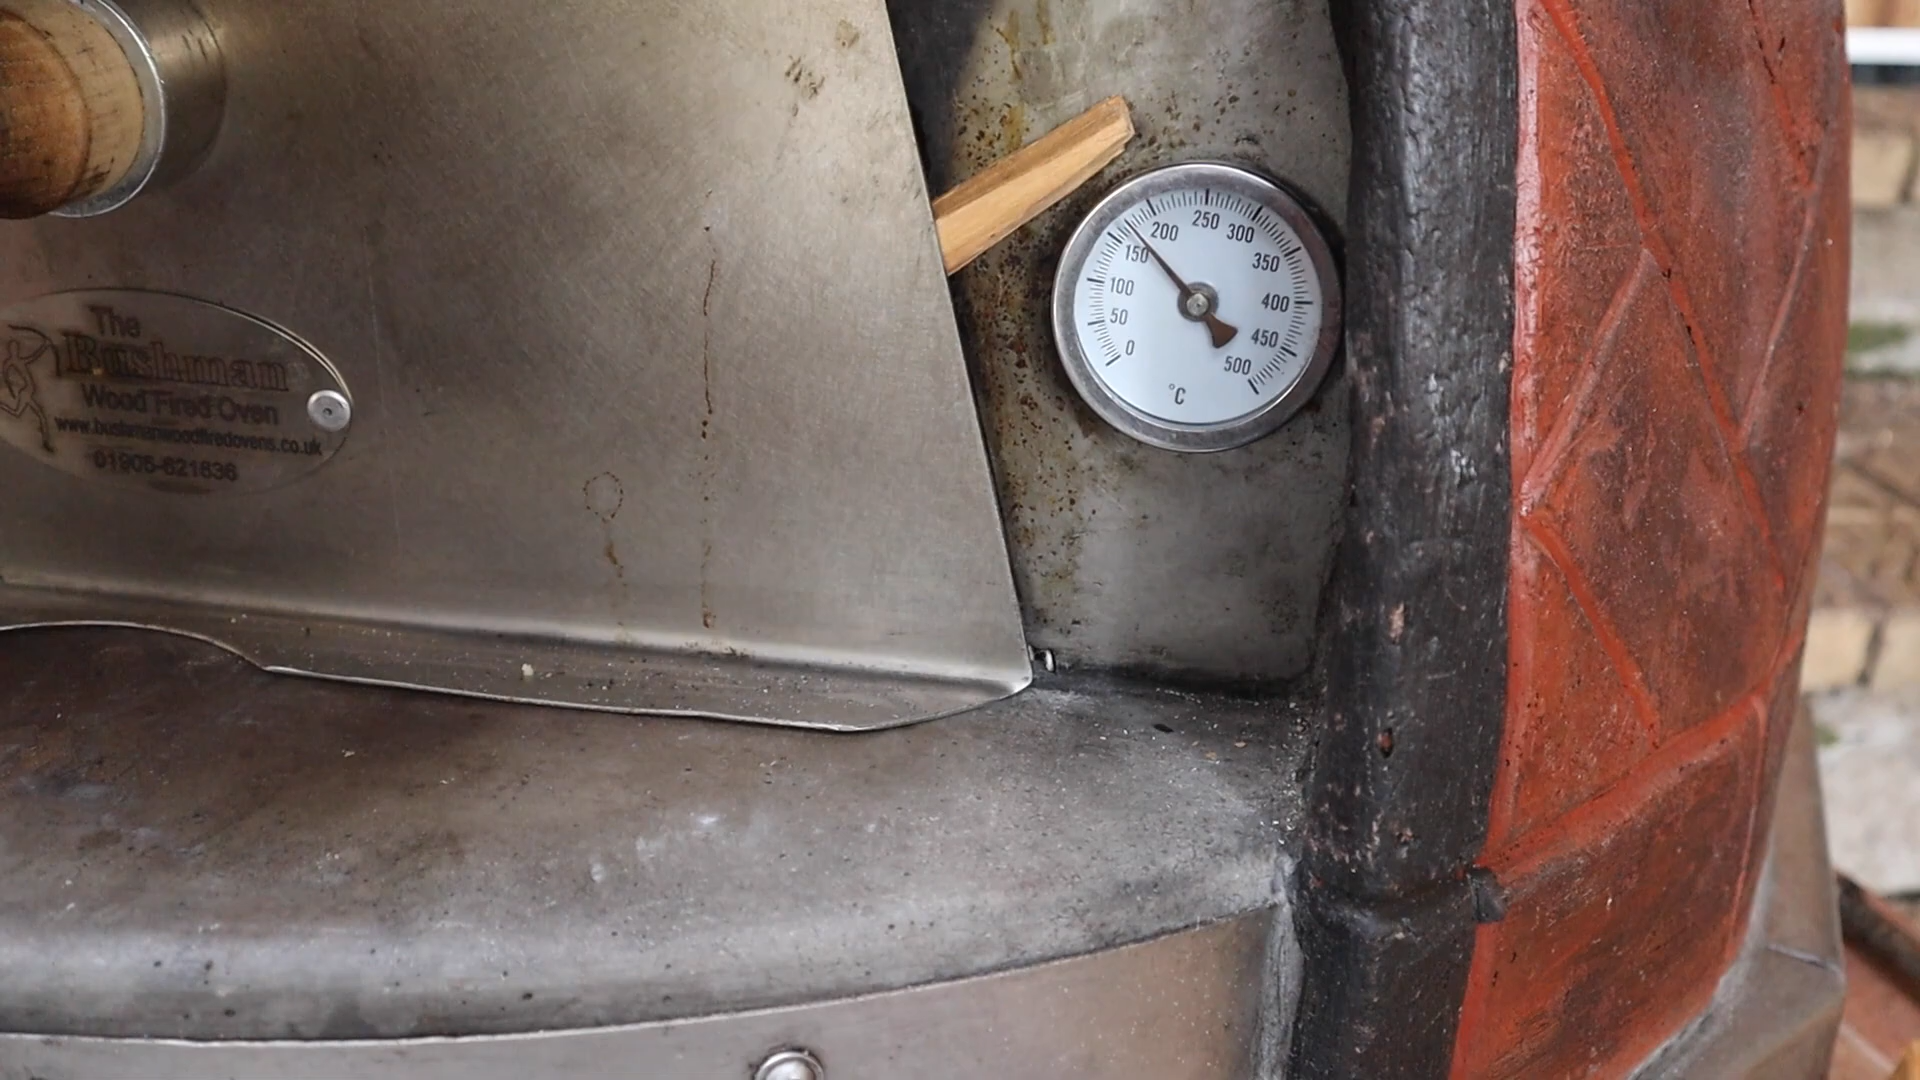 The
Bushman
Wood Fired Oven
www.bushmanwoodfiredovens.co.uk
01905-621636
0
50
100
150
200
250
300
350
400
450
500
°C